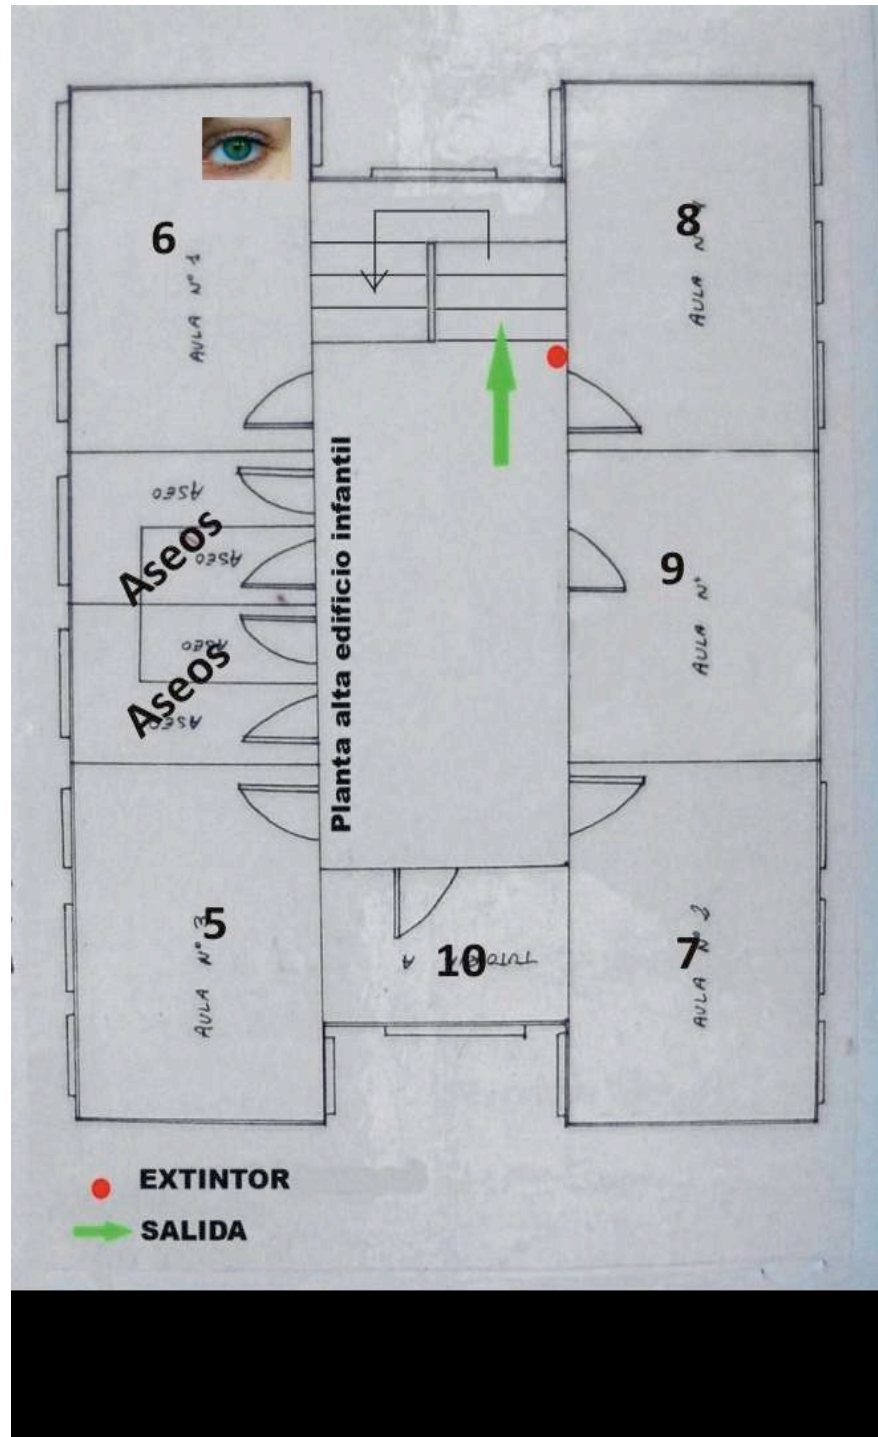 6
AULA Nº 1
8
AULA Nº 4
ASEO
Aseos
ASEO
Planta alta edificio infantil
9
AULA Nº
ASEO
Aseos
ASEO
5
AULA Nº 3
10
7
AULA Nº 2
EXTINTOR
SALIDA